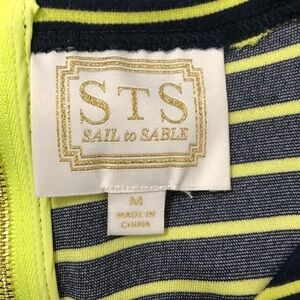 STS
SAIL to SABLE
M
MADE IN
CHINA